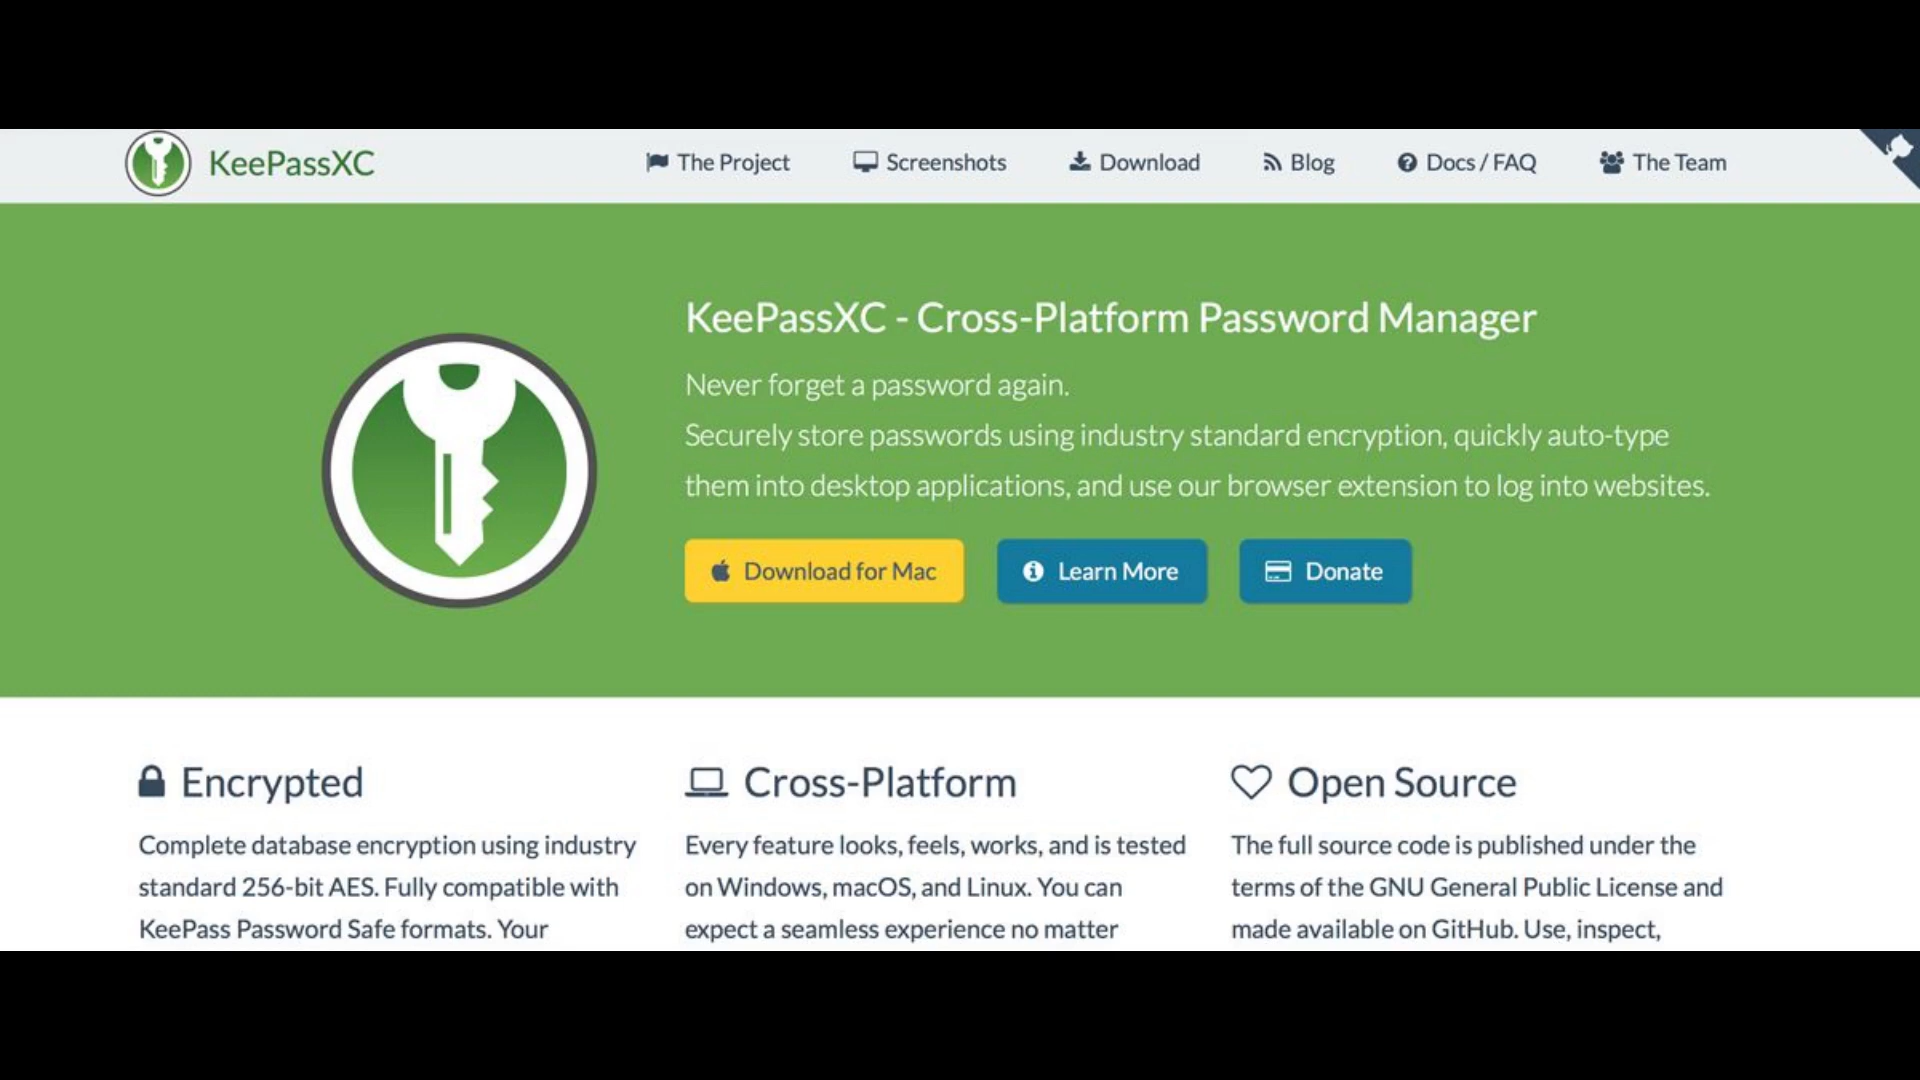 KeePassXC
The Project
Screenshots
Download
Blog
Docs / FAQ
The Team
KeePassXC - Cross-Platform Password Manager
Never forget a password again.
Securely store passwords using industry standard encryption, quickly auto-type
them into desktop applications, and use our browser extension to log into websites.
Download for Mac
Learn More
Donate
Encrypted
Complete database encryption using industry
standard 256-bit AES. Fully compatible with
KeePass Password Safe formats. Your
Cross-Platform
Every feature looks, feels, works, and is tested
on Windows, macOS, and Linux. You can
expect a seamless experience no matter
Open Source
The full source code is published under the
terms of the GNU General Public License and
made available on GitHub. Use, inspect,